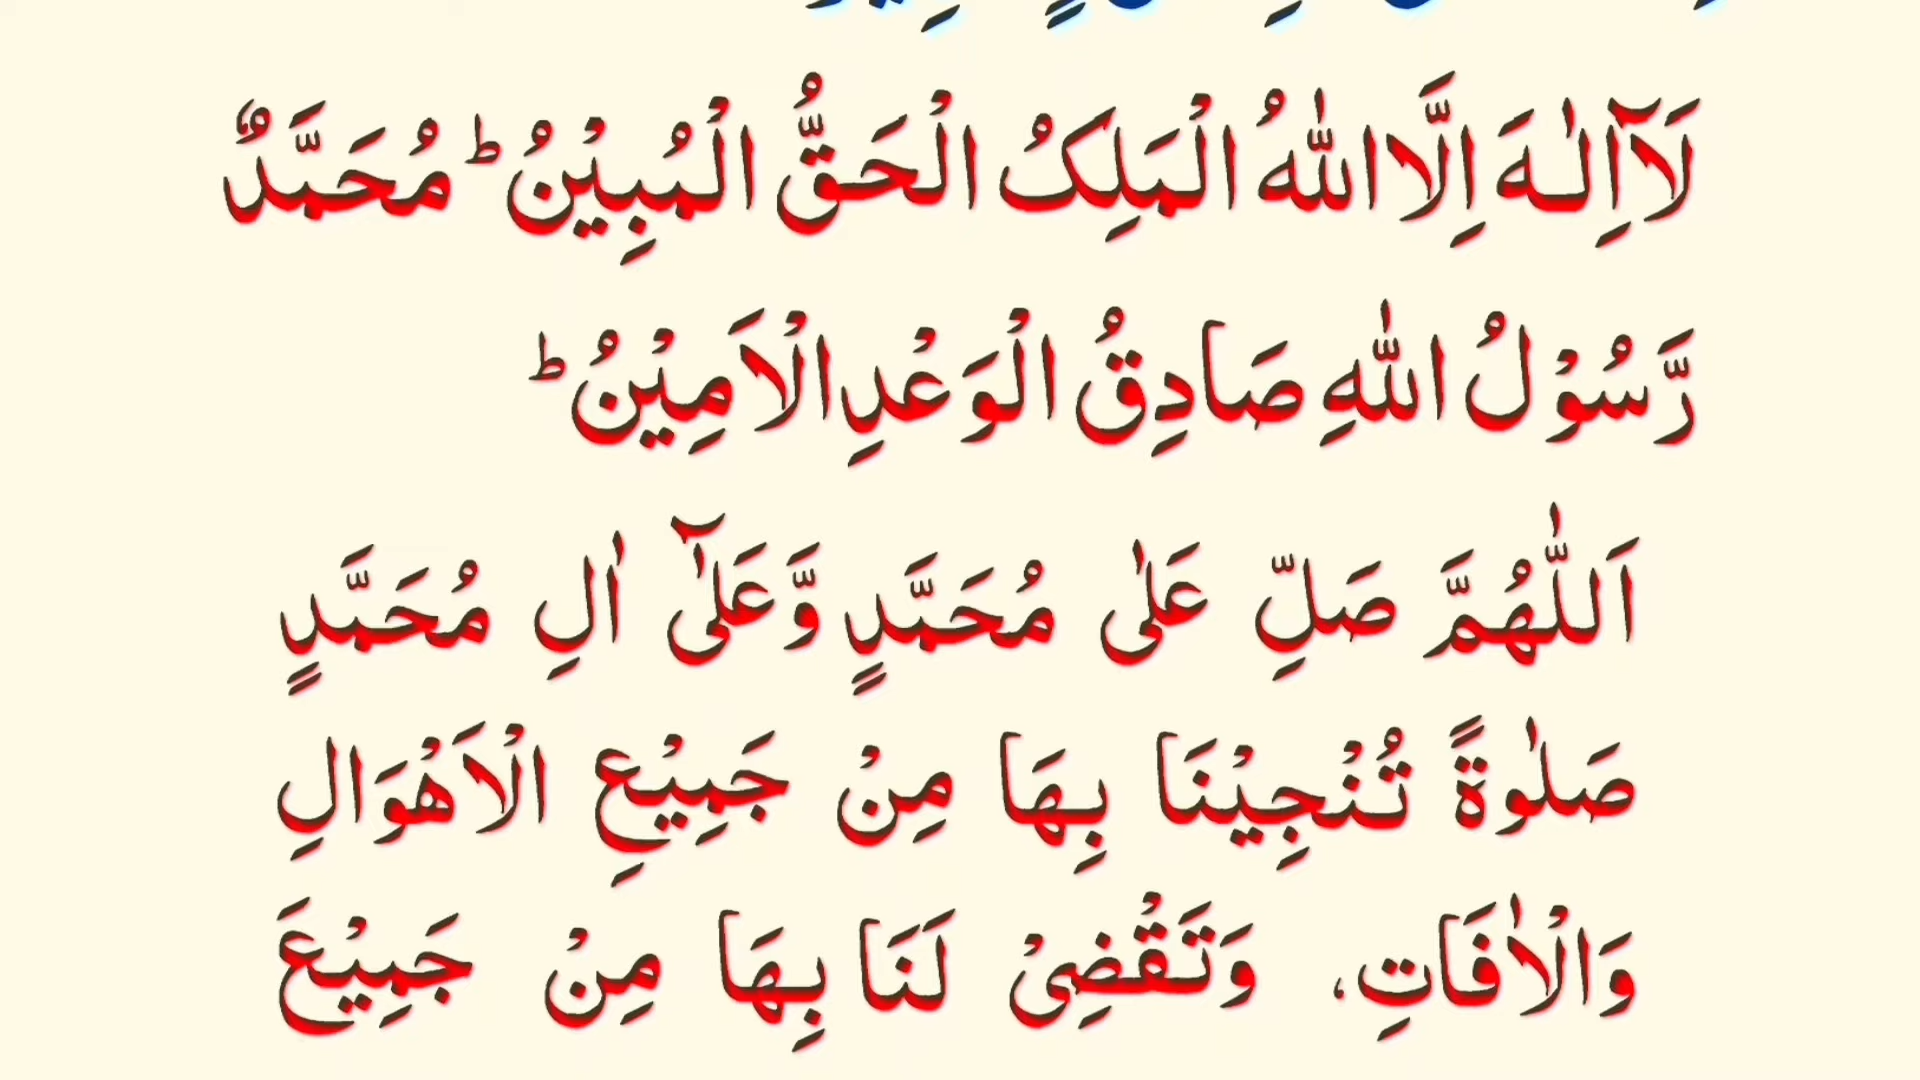 لَآ اِلٰـهَ اِلَّا اللّٰهُ الْمَلِکُ الْحَقُّ الْمُبِیْنُ ؕ مُحَمَّدٌ
رَّسُوْلُ اللّٰهِ صَادِقُ الْوَعْدِ الْاَمِیْنُ ؕ
اَللّٰهُمَّ صَلِّ عَلٰی مُحَمَّدٍ وَّعَلٰٓی اٰلِ مُحَمَّدٍ
صَلٰوةً تُنْجِیْنَا بِهَا مِنْ جَمِیْعِ الْاَهْوَالِ
وَالْاٰفَاتِ، وَتَقْضِیْ لَنَا بِهَا مِنْ جَمِیْعَ